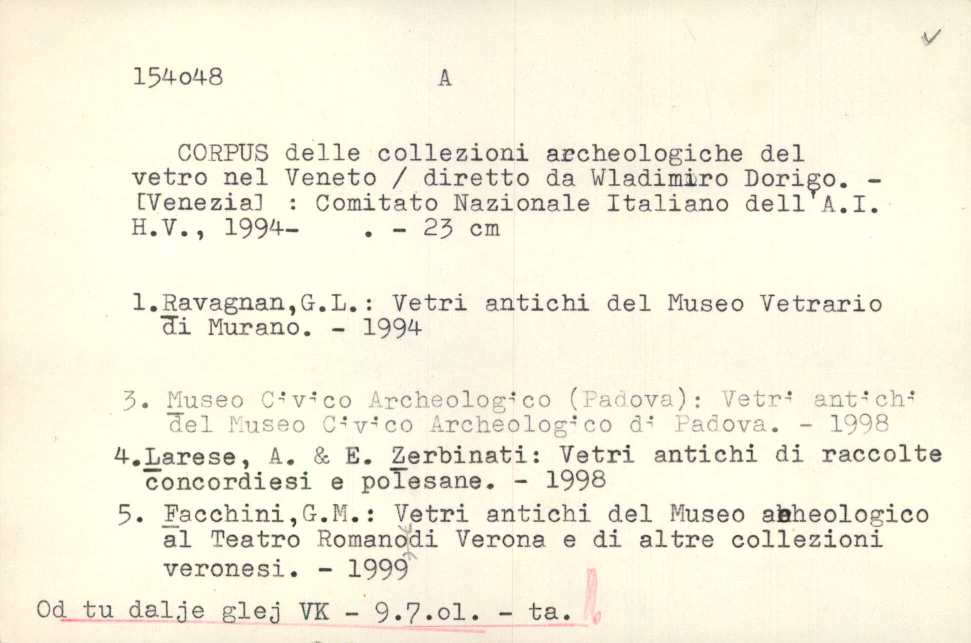 154o48 A
CORPUS delle collezioni archeologiche del
vetro nel Veneto / diretto da Wladimiro Dorigo. -
[Venezia] : Comitato Nazionale Italiano dell'A.I.
H.V., 1994- . - 23 cm
1.Ravagnan,G.L.: Vetri antichi del Museo Vetrario
di Murano. - 1994
3. Museo Civico Archeologico (Padova): Vetri antichi
del Museo Civico Archeologico di Padova. - 1998
4.Larese, A. & E. Zerbinati: Vetri antichi di raccolte
concordiesi e polesane. - 1998
5. Facchini,G.M.: Vetri antichi del Museo archeologico
al Teatro Romano di Verona e di altre collezioni
veronesi. - 1999
Od tu dalje glej VK - 9.7.o1. - ta.